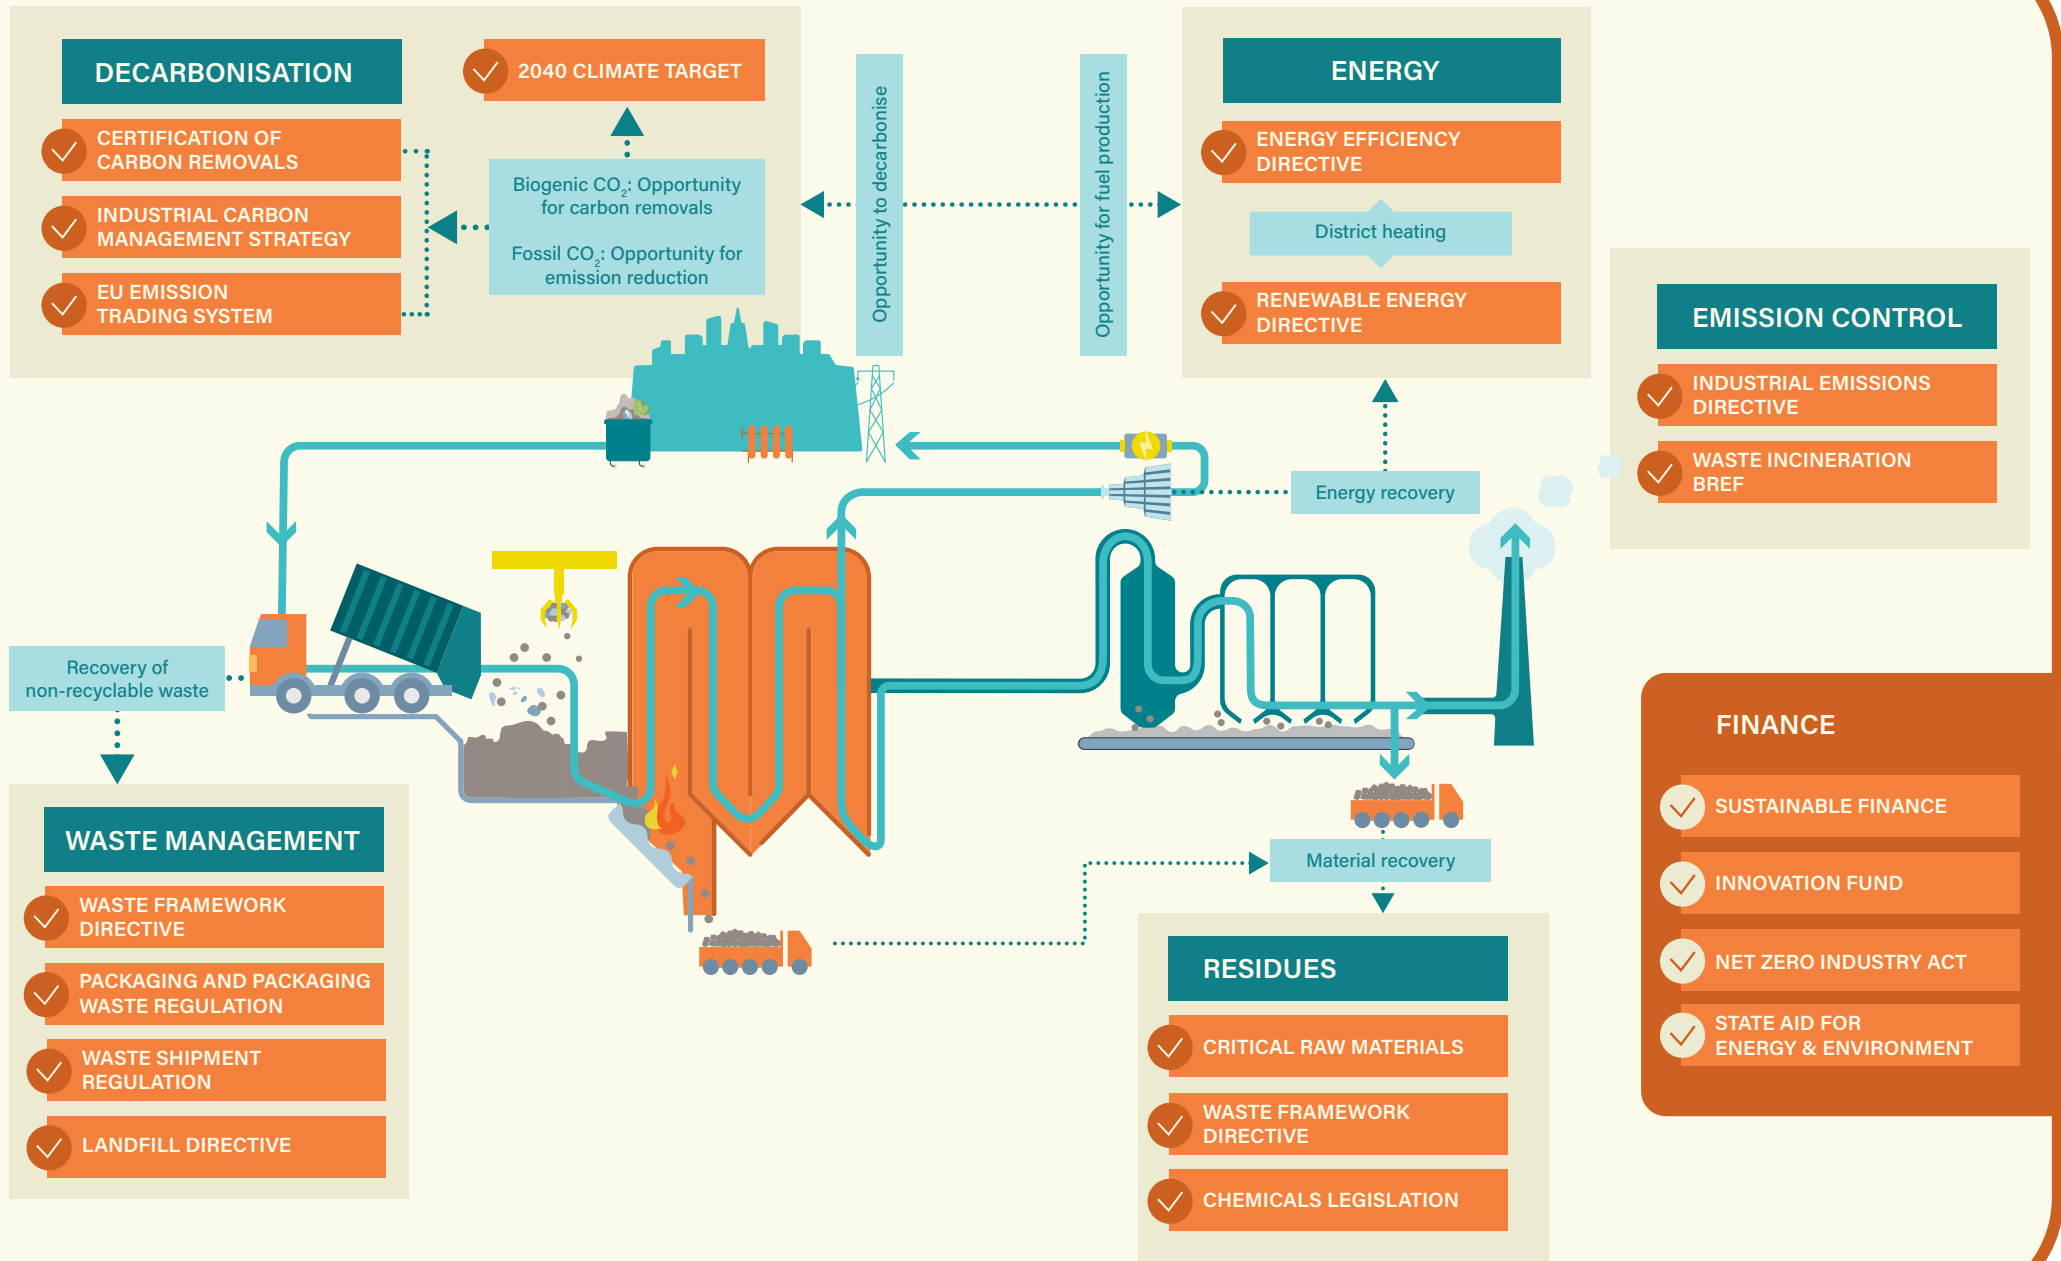 DECARBONISATION
CERTIFICATION OF
CARBON REMOVALS
INDUSTRIAL CARBON
MANAGEMENT STRATEGY
EU EMISSION
TRADING SYSTEM
2040 CLIMATE TARGET
Biogenic CO₂: Opportunity
for carbon removals
Fossil CO₂: Opportunity for
emission reduction
Opportunity to decarbonise
Opportunity for fuel production
ENERGY
ENERGY EFFICIENCY
DIRECTIVE
District heating
RENEWABLE ENERGY
DIRECTIVE
EMISSION CONTROL
INDUSTRIAL EMISSIONS
DIRECTIVE
WASTE INCINERATION
BREF
Energy recovery
Recovery of
non-recyclable waste
WASTE MANAGEMENT
WASTE FRAMEWORK
DIRECTIVE
PACKAGING AND PACKAGING
WASTE REGULATION
WASTE SHIPMENT
REGULATION
LANDFILL DIRECTIVE
Material recovery
RESIDUES
CRITICAL RAW MATERIALS
WASTE FRAMEWORK
DIRECTIVE
CHEMICALS LEGISLATION
FINANCE
SUSTAINABLE FINANCE
INNOVATION FUND
NET ZERO INDUSTRY ACT
STATE AID FOR
ENERGY & ENVIRONMENT